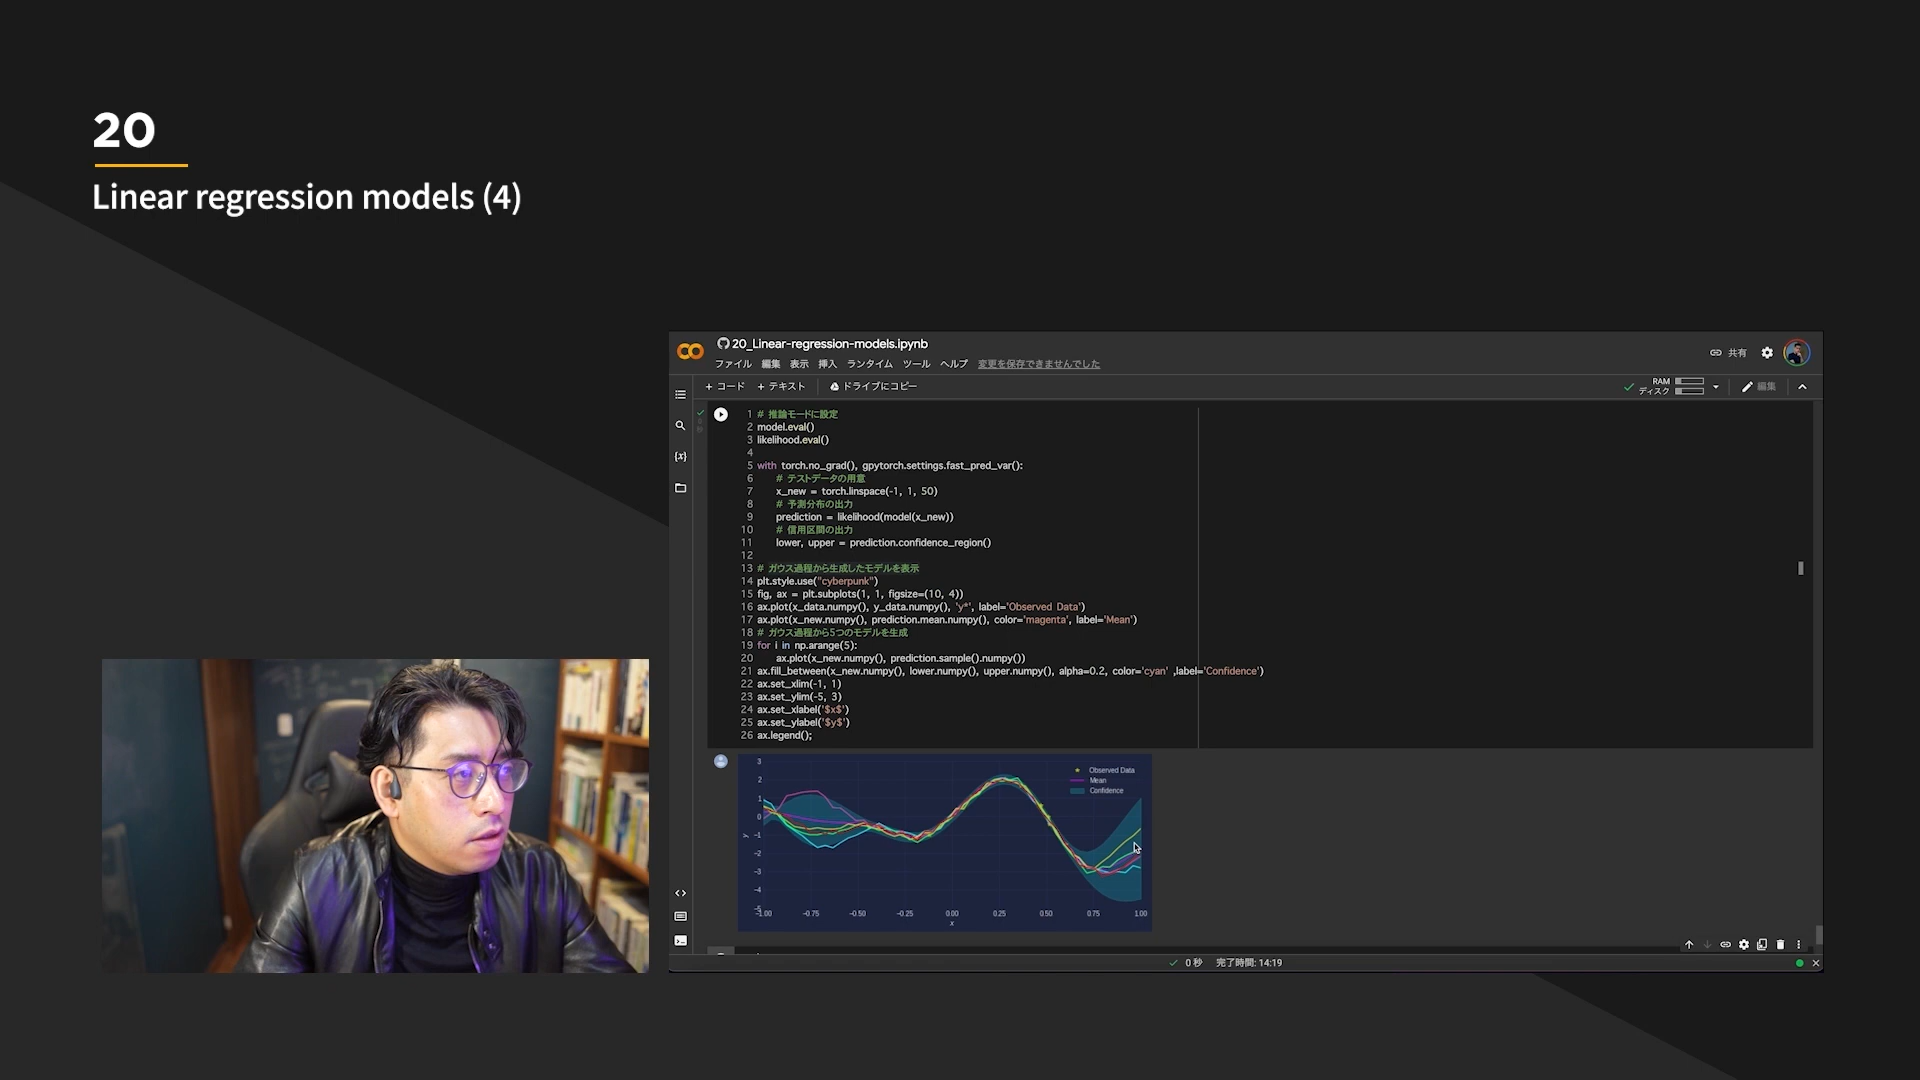 20
Linear regression models (4)
20_Linear-regression-models.ipynb
ファイル 編集 表示 挿入 ランタイム ツール ヘルプ 変更を保存できませんでした
共有
+ コード + テキスト ドライブにコピー
RAM
ディスク
編集
1 # 推論モードに設定
2 model.eval()
3 likelihood.eval()
4
5 with torch.no_grad(), gpytorch.settings.fast_pred_var():
6 # テストデータの用意
7 x_new = torch.linspace(-1, 1, 50)
8 # 予測分布の出力
9 prediction = likelihood(model(x_new))
10 # 信用区間の出力
11 lower, upper = prediction.confidence_region()
12
13 # ガウス過程から生成したモデルを表示
14 plt.style.use("cyberpunk")
15 fig, ax = plt.subplots(1, 1, figsize=(10, 4))
16 ax.plot(x_data.numpy(), y_data.numpy(), 'y*', label='Observed Data')
17 ax.plot(x_new.numpy(), prediction.mean.numpy(), color='magenta', label='Mean')
18 # ガウス過程から5つのモデルを生成
19 for i in np.arange(5):
20 ax.plot(x_new.numpy(), prediction.sample().numpy())
21 ax.fill_between(x_new.numpy(), lower.numpy(), upper.numpy(), alpha=0.2, color='cyan' ,label='Confidence')
22 ax.set_xlim(-1, 1)
23 ax.set_ylim(-5, 3)
24 ax.set_xlabel('$x$')
25 ax.set_ylabel('$y$')
26 ax.legend();
Observed Data
Mean
Confidence
3
2
1
0
−1
−2
−3
−4
−5
y
−1.00 −0.75 −0.50 −0.25 0.00 0.25 0.50 0.75 1.00
x
0 秒 完了時間: 14:19